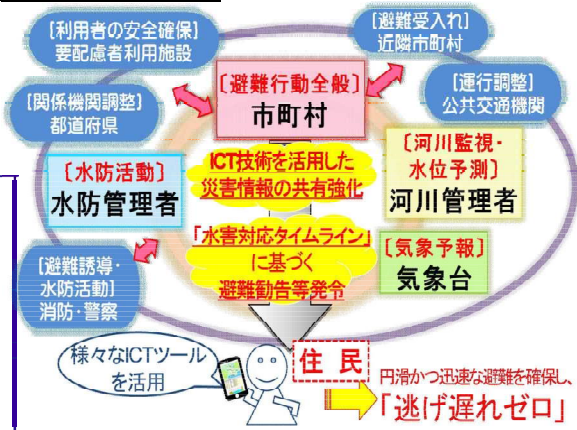 ［利用者の安全確保］
要配慮者利用施設
［避難受入れ］
近隣市町村
［関係機関調整］
都道府県
［避難行動全般］
市町村
［運行調整］
公共交通機関
［水防活動］
水防管理者
ICT技術を活用した
災害情報の共有強化
［河川監視・
水位予測］
河川管理者
「水害対応タイムライン」
に基づく
避難勧告等発令
［気象予報］
気象台
［避難誘導・
水防活動］
消防・警察
様々なICTツール
を活用
住民
円滑かつ迅速な避難を確保し、
「逃げ遅れゼロ」